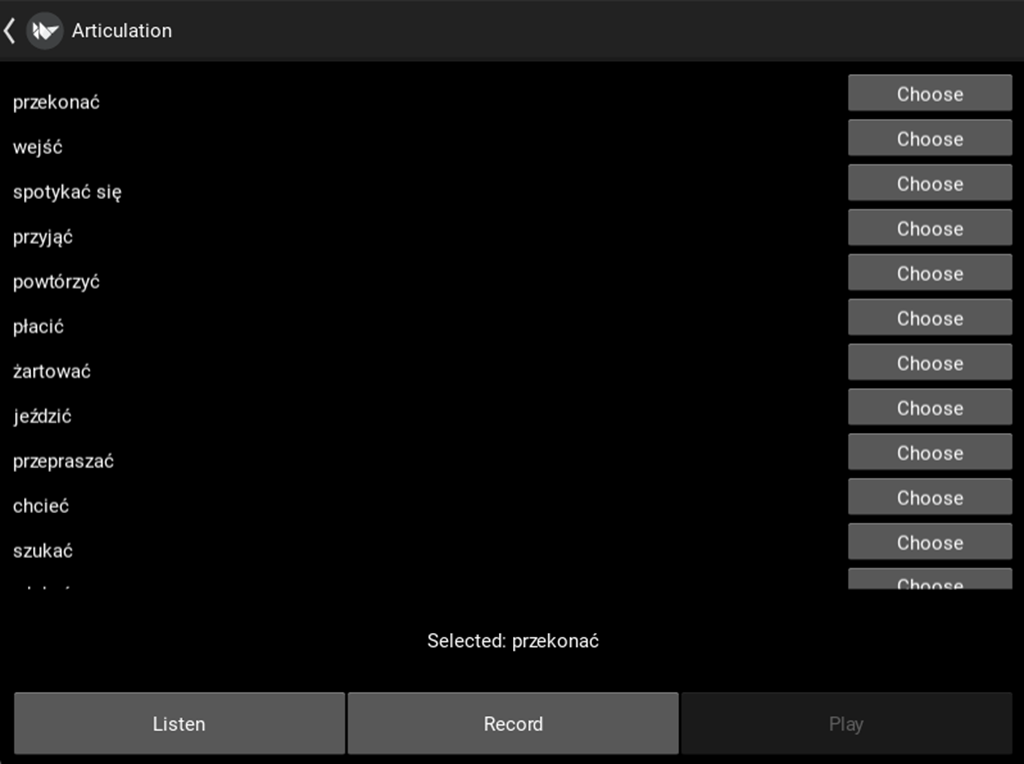 Articulation
przekonać Choose
wejść Choose
spotykać się Choose
przyjąć Choose
powtórzyć Choose
płacić Choose
żartować Choose
jeździć Choose
przepraszać Choose
chcieć Choose
szukać Choose
Choose
Selected: przekonać
Listen Record Play